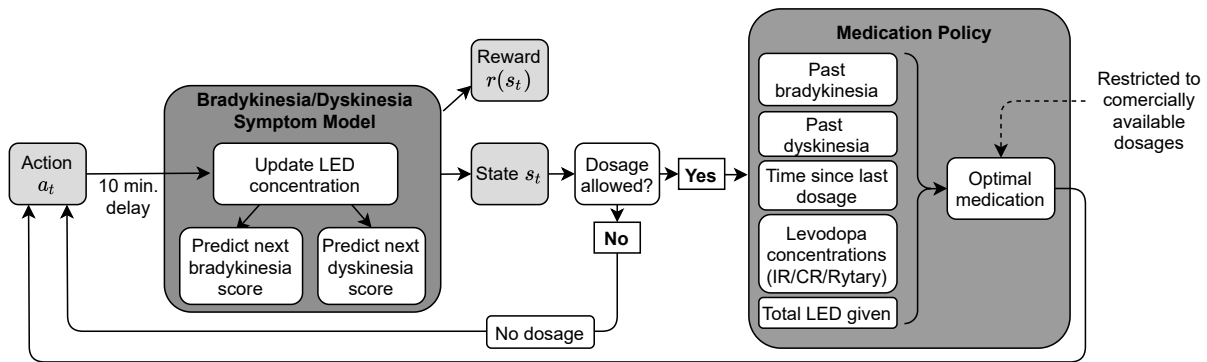 Action
a_t
10 min.
delay
Bradykinesia/Dyskinesia
Symptom Model
Update LED
concentration
Predict next
bradykinesia
score
Predict next
dyskinesia
score
Reward
r(s_t)
State s_t
Dosage
allowed?
Yes
No
No dosage
Medication Policy
Past
bradykinesia
Past
dyskinesia
Time since last
dosage
Levodopa
concentrations
(IR/CR/Rytary)
Total LED given
Optimal
medication
Restricted to
comercially
available
dosages